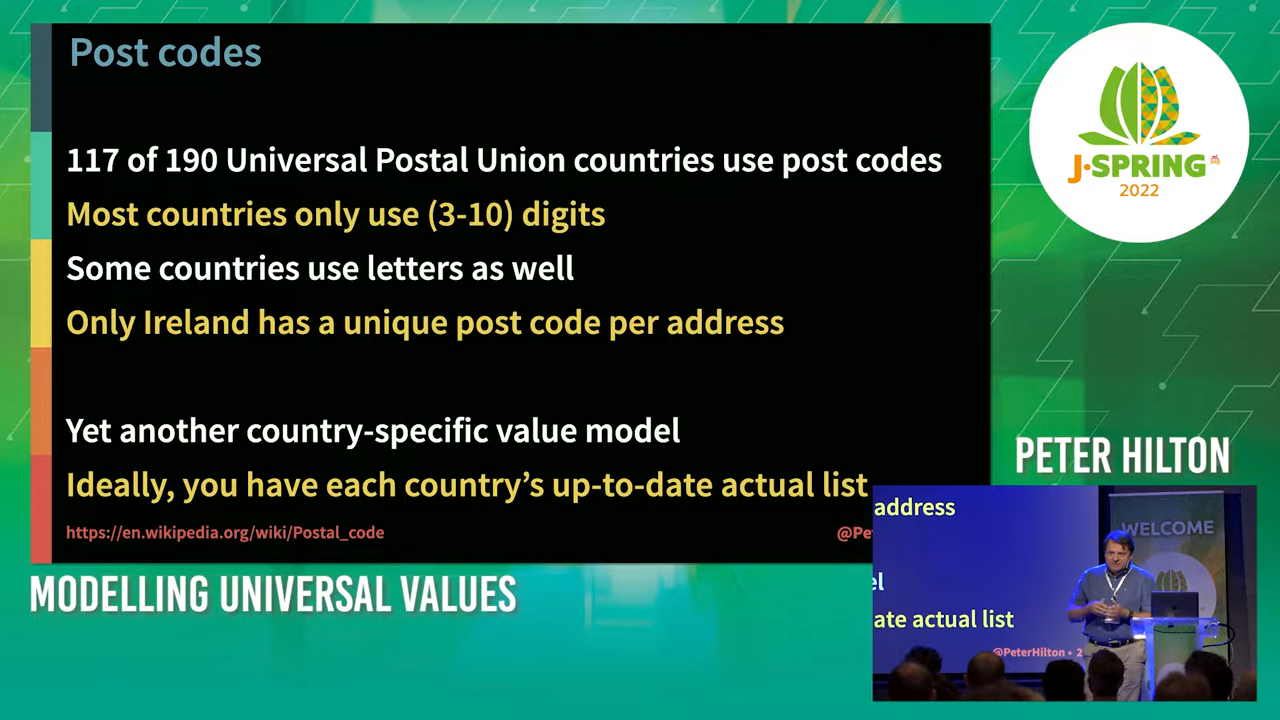 Post codes
117 of 190 Universal Postal Union countries use post codes
Most countries only use (3-10) digits
Some countries use letters as well
Only Ireland has a unique post code per address
Yet another country-specific value model
Ideally, you have each country's up-to-date actual list
https://en.wikipedia.org/wiki/Postal_code
@Pe
J-SPRING
2022
PETER HILTON
address
el
ate actual list
@PeterHilton • 2
WELCOME
MODELLING UNIVERSAL VALUES